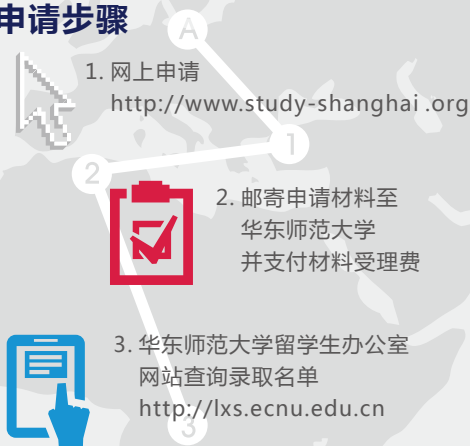 申请步骤
A
1. 网上申请
http://www.study-shanghai.org
1
2
2. 邮寄申请材料至
华东师范大学
并支付材料受理费
3. 华东师范大学留学生办公室
网站查询录取名单
http://lxs.ecnu.edu.cn
3